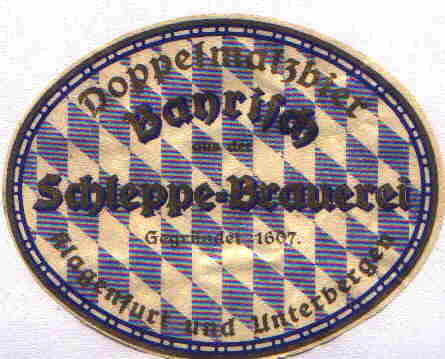 Doppelmalzbier
Bayrisch
aus der
Schleppe-Brauerei
Gegründet 1607.
Klagenfurt und Unterbergen